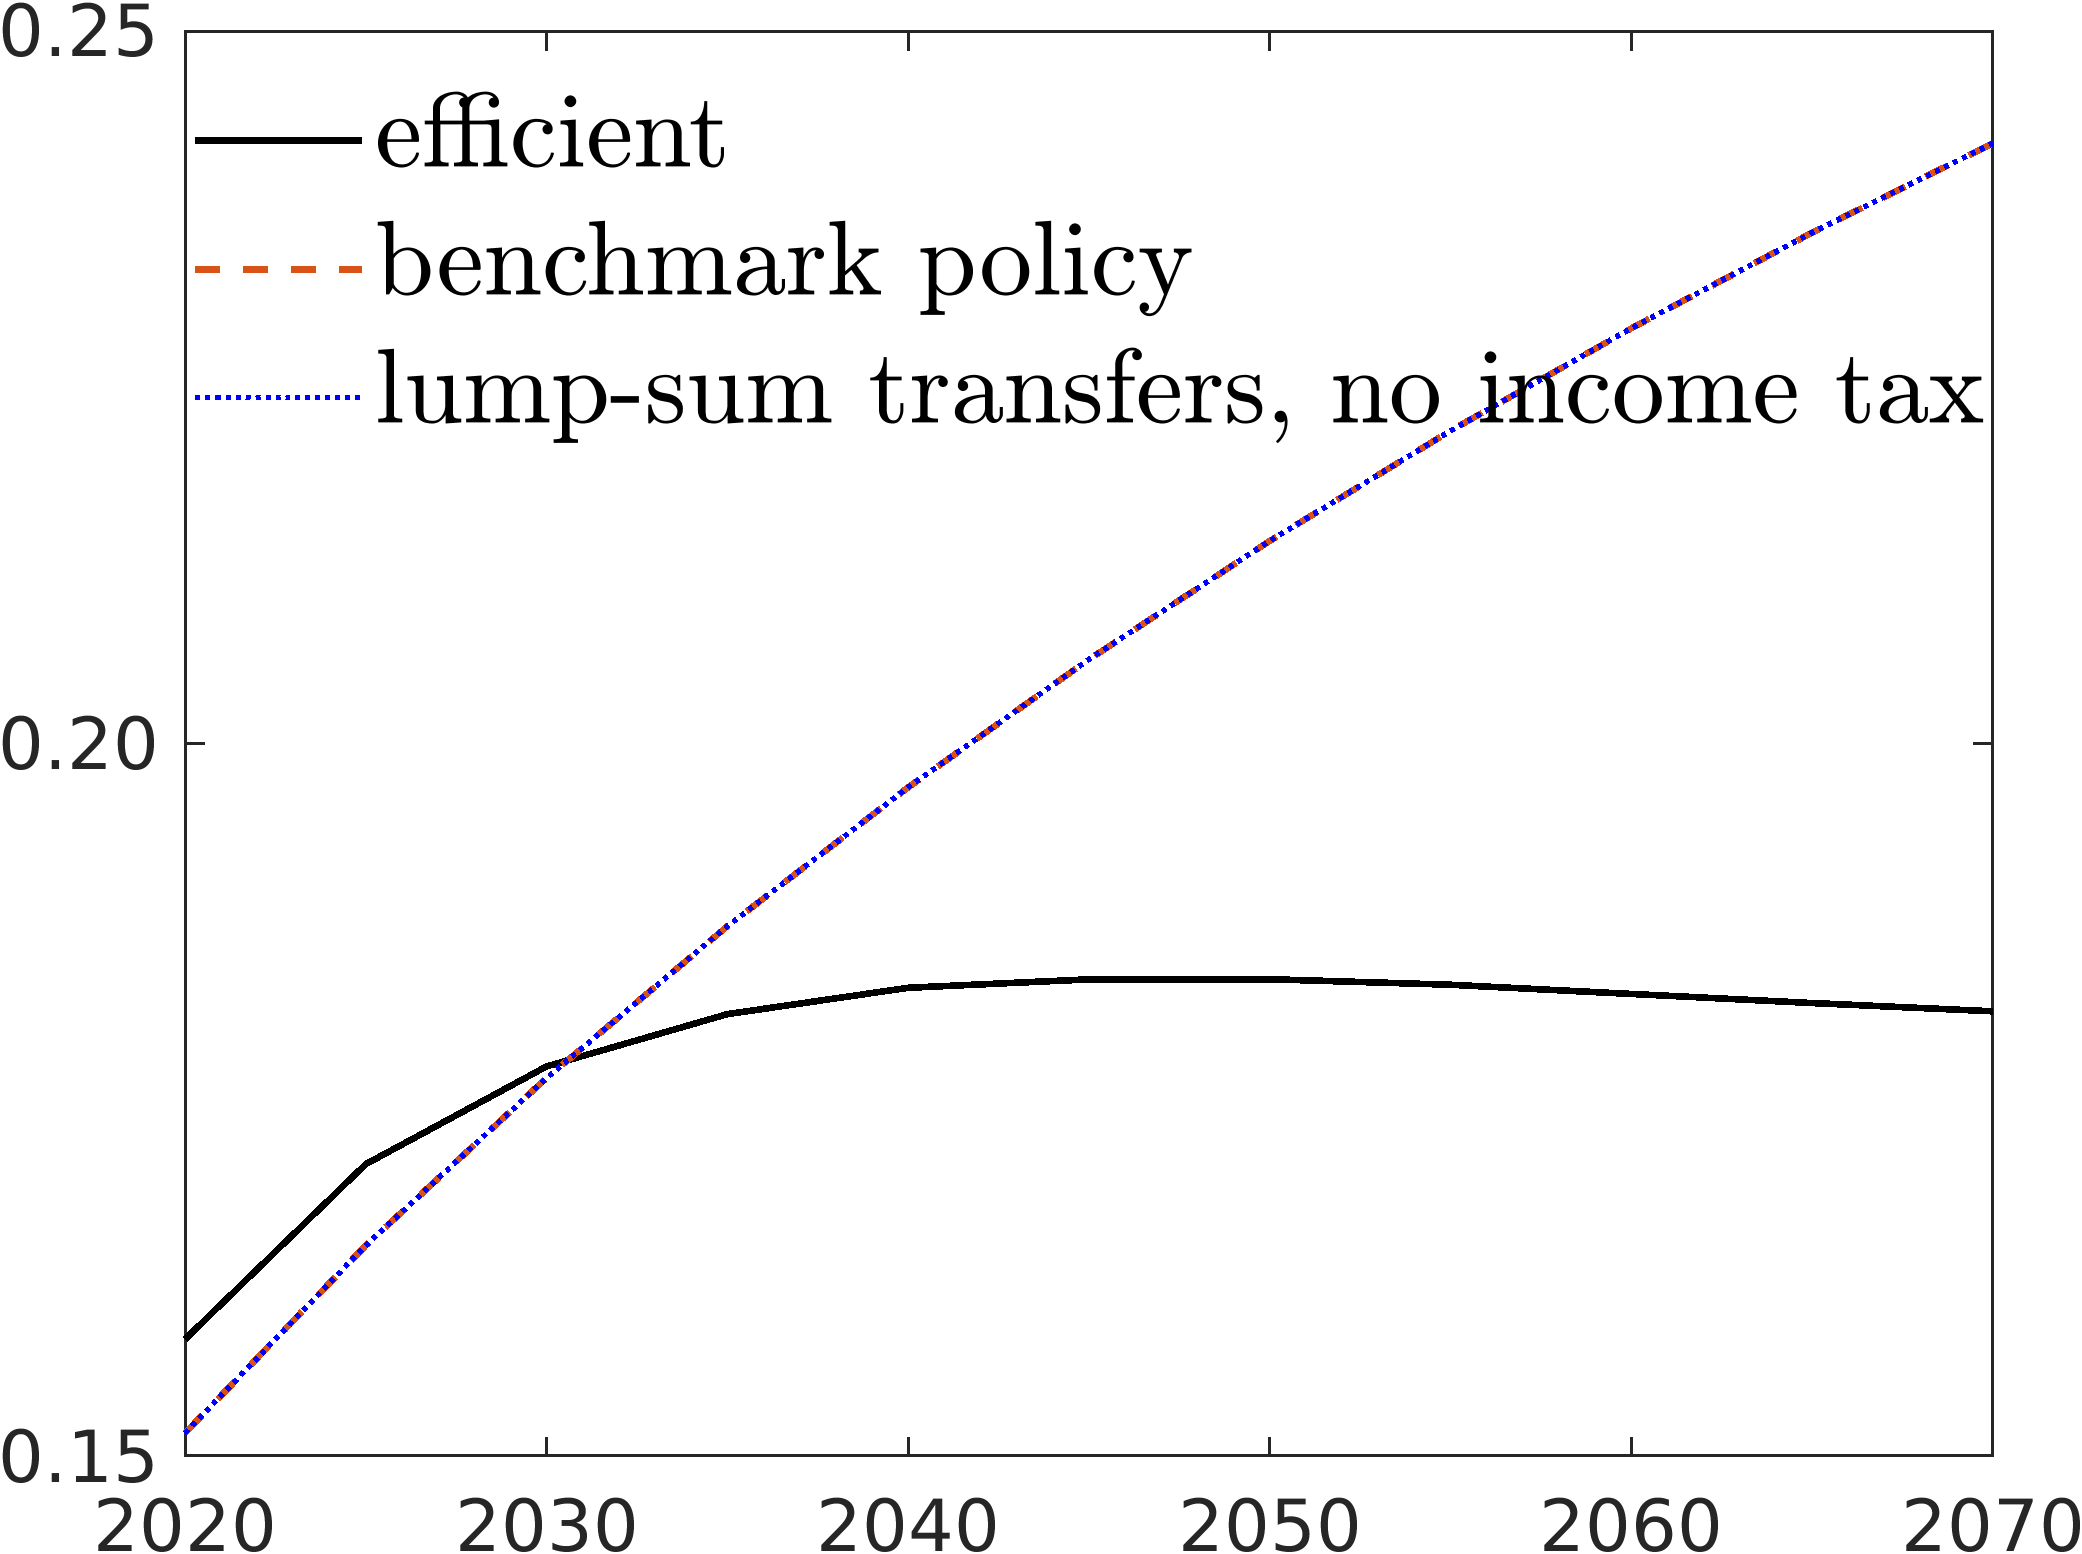 0.25
efficient
benchmark policy
lump-sum transfers, no income tax
0.20
0.15
2020 2030 2040 2050 2060 2070